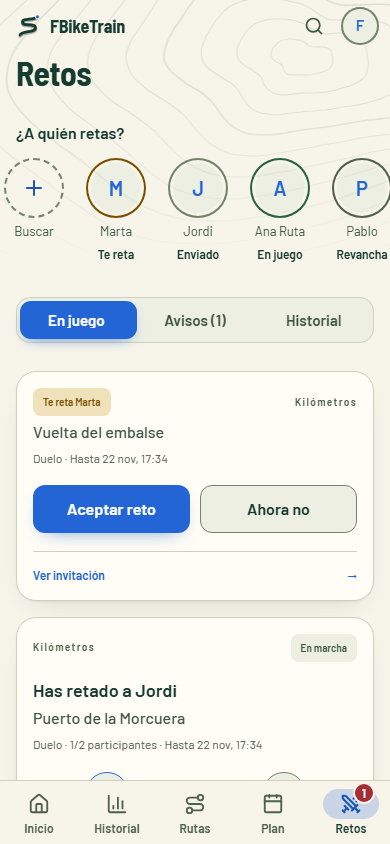 FBikeTrain
F
Retos
¿A quién retas?
M
J
A
P
Buscar
Marta
Jordi
Ana Ruta
Pablo
Te reta
Enviado
En juego
Revancha
En juego
Avisos (1)
Historial
Te reta Marta
Kilómetros
Vuelta del embalse
Duelo · Hasta 22 nov, 17:34
Aceptar reto
Ahora no
Ver invitación →
Kilómetros
En marcha
Has retado a Jordi
Puerto de la Morcuera
Duelo · 1/2 participantes · Hasta 22 nov, 17:34
1
Inicio
Historial
Rutas
Plan
Retos